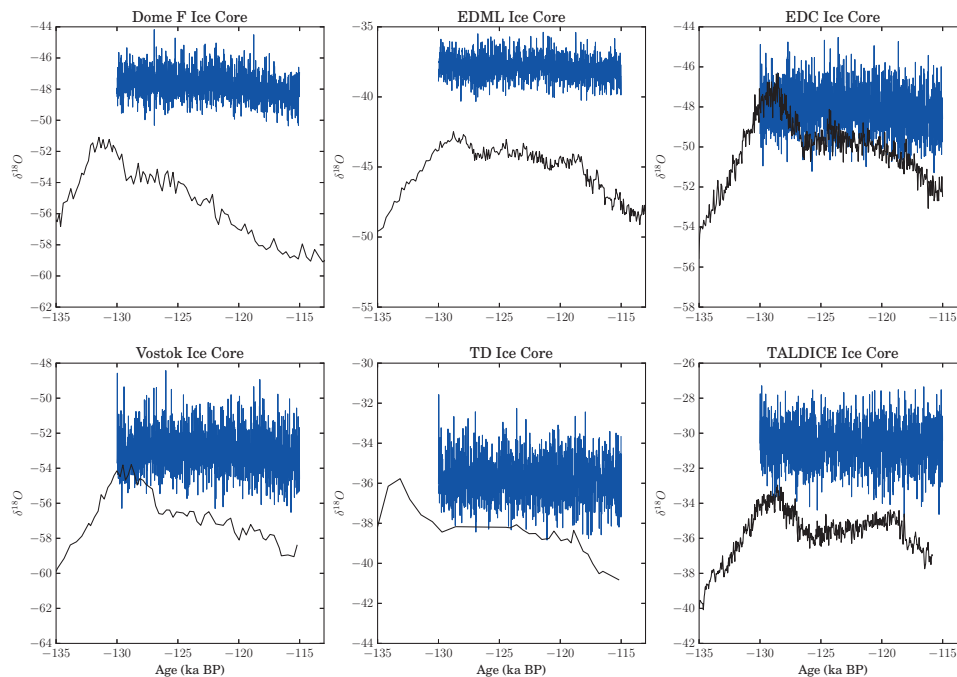 Dome F Ice Core
−44
−46
−48
−50
−52
−54
−56
−58
−60
−62
δ¹⁸O
−135 −130 −125 −120 −115
EDML Ice Core
−35
−40
−45
−50
−55
δ¹⁸O
−135 −130 −125 −120 −115
EDC Ice Core
−44
−46
−48
−50
−52
−54
−56
−58
δ¹⁸O
−135 −130 −125 −120 −115
Vostok Ice Core
−48
−50
−52
−54
−56
−58
−60
−62
−64
δ¹⁸O
−135 −130 −125 −120 −115
Age (ka BP)
TD Ice Core
−30
−32
−34
−36
−38
−40
−42
−44
δ¹⁸O
−135 −130 −125 −120 −115
Age (ka BP)
TALDICE Ice Core
−26
−28
−30
−32
−34
−36
−38
−40
−42
δ¹⁸O
−135 −130 −125 −120 −115
Age (ka BP)